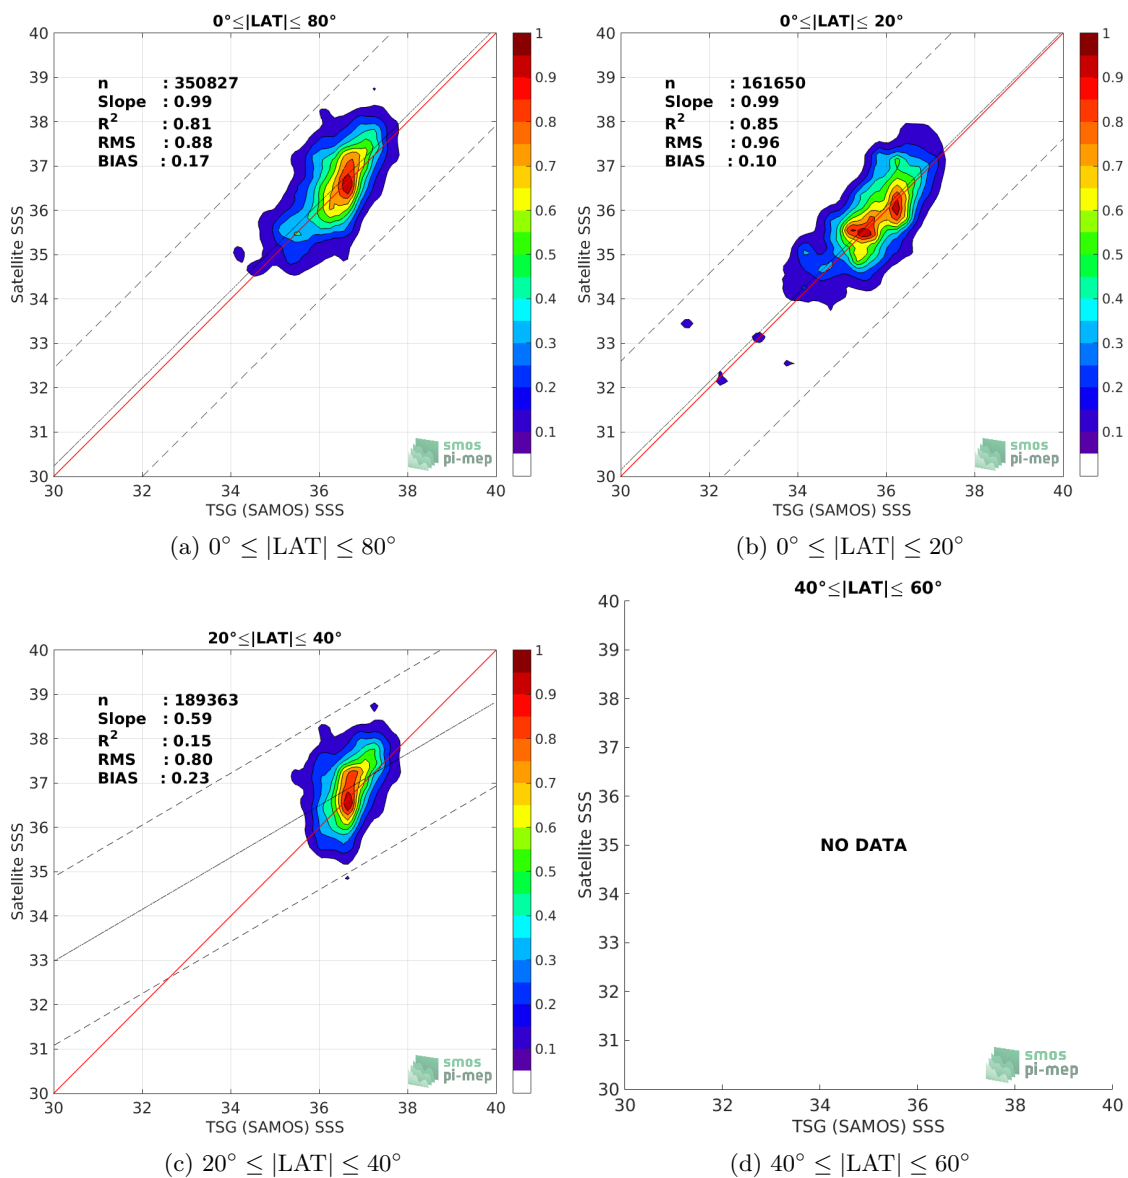 0°≤|LAT|≤ 80°
n : 350827
Slope : 0.99
R2 : 0.81
RMS : 0.88
BIAS : 0.17
Satellite SSS
40
39
38
37
36
35
34
33
32
31
30
30 32 34 36 38 40
TSG (SAMOS) SSS
1
0.9
0.8
0.7
0.6
0.5
0.4
0.3
0.2
0.1
smos
pi-mep
(a) 0° ≤ |LAT| ≤ 80°
0°≤|LAT|≤ 20°
n : 161650
Slope : 0.99
R2 : 0.85
RMS : 0.96
BIAS : 0.10
Satellite SSS
40
39
38
37
36
35
34
33
32
31
30
30 32 34 36 38 40
TSG (SAMOS) SSS
1
0.9
0.8
0.7
0.6
0.5
0.4
0.3
0.2
0.1
smos
pi-mep
(b) 0° ≤ |LAT| ≤ 20°
20°≤|LAT|≤ 40°
n : 189363
Slope : 0.59
R2 : 0.15
RMS : 0.80
BIAS : 0.23
Satellite SSS
40
39
38
37
36
35
34
33
32
31
30
30 32 34 36 38 40
TSG (SAMOS) SSS
1
0.9
0.8
0.7
0.6
0.5
0.4
0.3
0.2
0.1
smos
pi-mep
(c) 20° ≤ |LAT| ≤ 40°
40°≤|LAT|≤ 60°
Satellite SSS
40
39
38
37
36
35
34
33
32
31
30
NO DATA
30 32 34 36 38 40
TSG (SAMOS) SSS
smos
pi-mep
(d) 40° ≤ |LAT| ≤ 60°